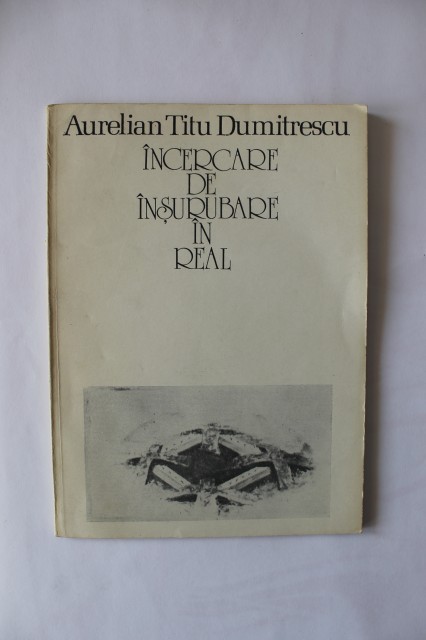 Aurelian Titu Dumitrescu
ÎNCERCARE
DE
ÎNȘURUBARE
ÎN
REAL